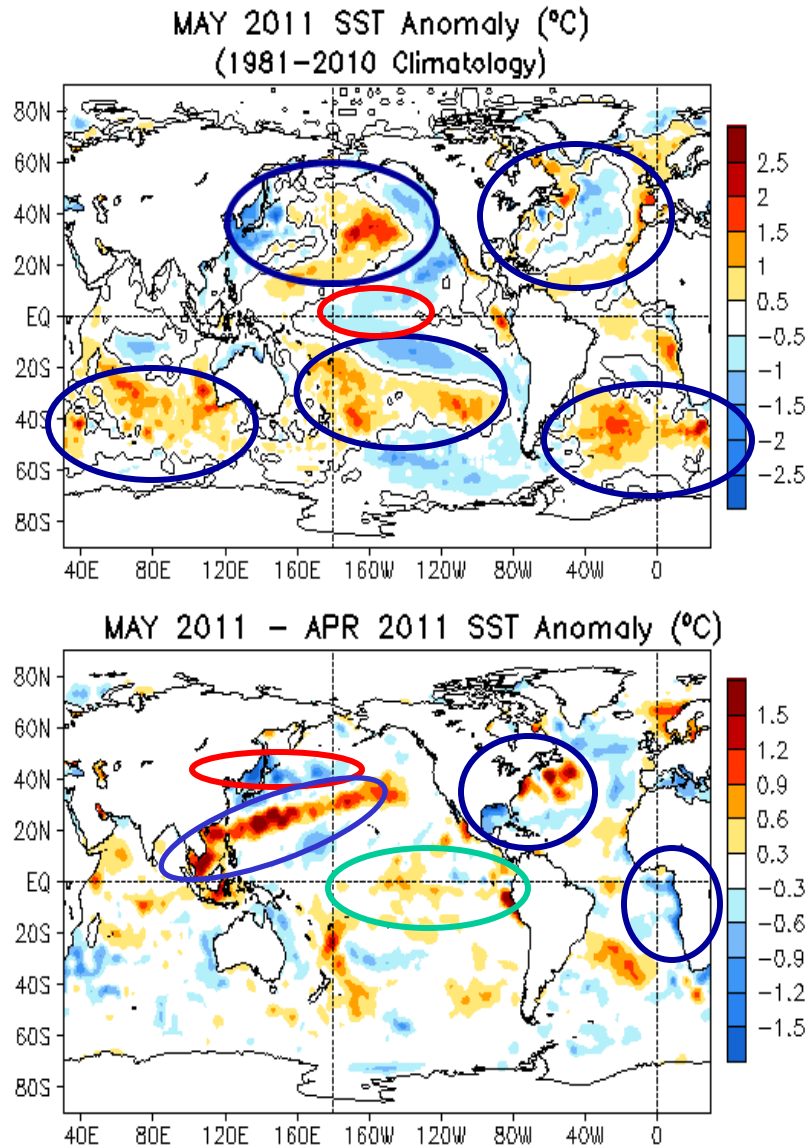 MAY 2011 SST Anomaly (ºC)
(1981-2010 Climatology)
80N
60N
40N
20N
EQ
20S
40S
60S
80S
40E 80E 120E 160E 160W 120W 80W 40W 0
2.5
2
1.5
1
0.5
-0.5
-1
-1.5
-2
-2.5
MAY 2011 - APR 2011 SST Anomaly (ºC)
80N
60N
40N
20N
EQ
20S
40S
60S
80S
40E 80E 120E 160E 160W 120W 80W 40W 0
1.5
1.2
0.9
0.6
0.3
-0.3
-0.6
-0.9
-1.2
-1.5